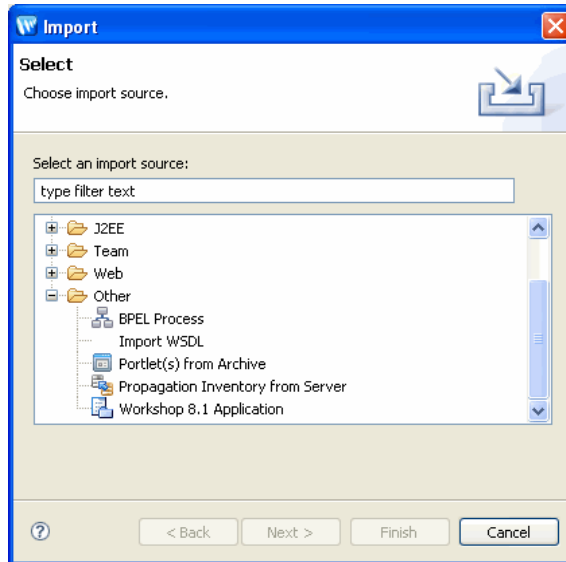 Import
Select
Choose import source.
Select an import source:
type filter text
J2EE
Team
Web
Other
BPEL Process
Import WSDL
Portlet(s) from Archive
Propagation Inventory from Server
Workshop 8.1 Application
? < Back Next > Finish Cancel